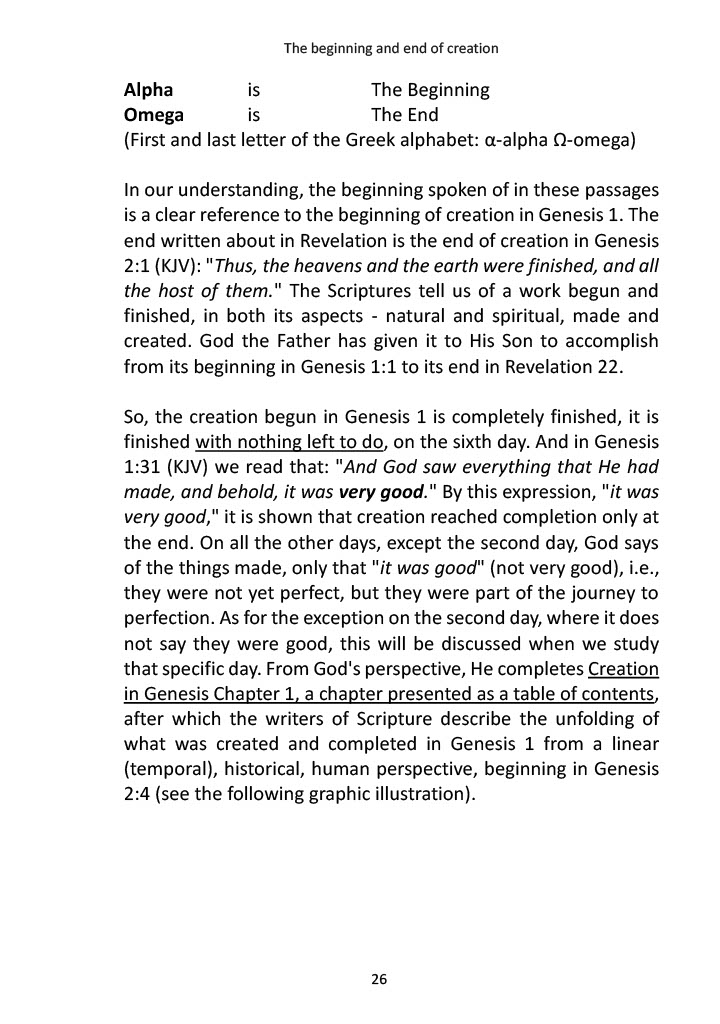 The beginning and end of creation
Alpha is The Beginning
Omega is The End
(First and last letter of the Greek alphabet: α-alpha Ω-omega)
In our understanding, the beginning spoken of in these passages
is a clear reference to the beginning of creation in Genesis 1. The
end written about in Revelation is the end of creation in Genesis
2:1 (KJV): "Thus, the heavens and the earth were finished, and all
the host of them." The Scriptures tell us of a work begun and
finished, in both its aspects - natural and spiritual, made and
created. God the Father has given it to His Son to accomplish
from its beginning in Genesis 1:1 to its end in Revelation 22.
So, the creation begun in Genesis 1 is completely finished, it is
finished with nothing left to do, on the sixth day. And in Genesis
1:31 (KJV) we read that: "And God saw everything that He had
made, and behold, it was very good." By this expression, "it was
very good," it is shown that creation reached completion only at
the end. On all the other days, except the second day, God says
of the things made, only that "it was good" (not very good), i.e.,
they were not yet perfect, but they were part of the journey to
perfection. As for the exception on the second day, where it does
not say they were good, this will be discussed when we study
that specific day. From God's perspective, He completes Creation
in Genesis Chapter 1, a chapter presented as a table of contents,
after which the writers of Scripture describe the unfolding of
what was created and completed in Genesis 1 from a linear
(temporal), historical, human perspective, beginning in Genesis
2:4 (see the following graphic illustration).
26